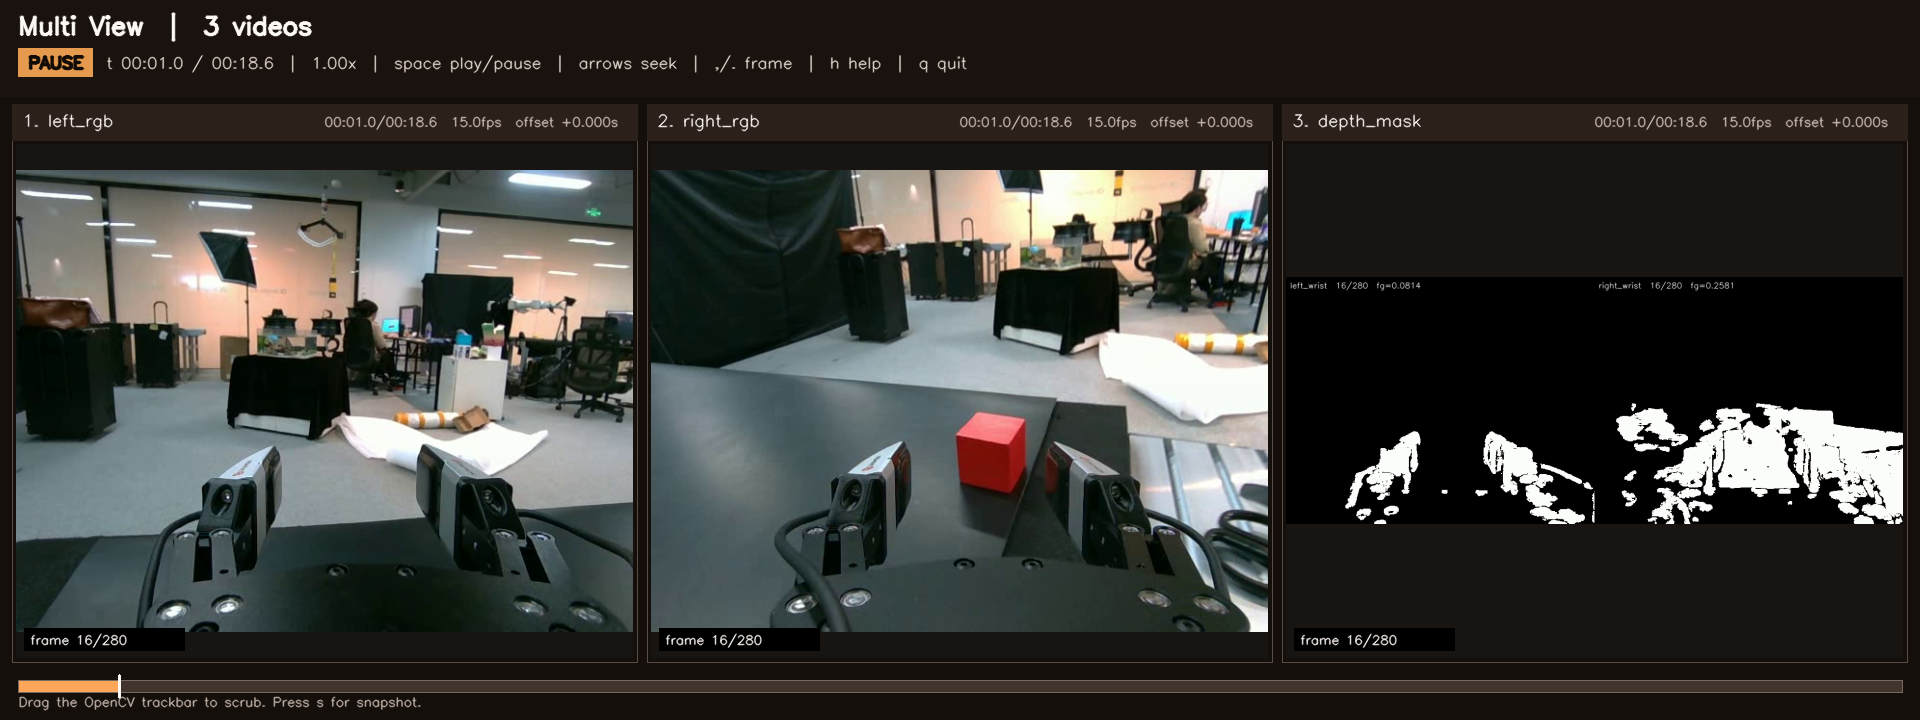 Multi View | 3 videos
PAUSE t 00:01.0 / 00:18.6 | 1.00x | space play/pause | arrows seek | ,/. frame | h help | q quit
1. left_rgb 00:01.0/00:18.6 15.0fps offset +0.000s
2. right_rgb 00:01.0/00:18.6 15.0fps offset +0.000s
3. depth_mask 00:01.0/00:18.6 15.0fps offset +0.000s
left_wrist 16/280 fg=0.0814
right_wrist 16/280 fg=0.2581
frame 16/280
frame 16/280
frame 16/280
Drag the OpenCV trackbar to scrub. Press s for snapshot.